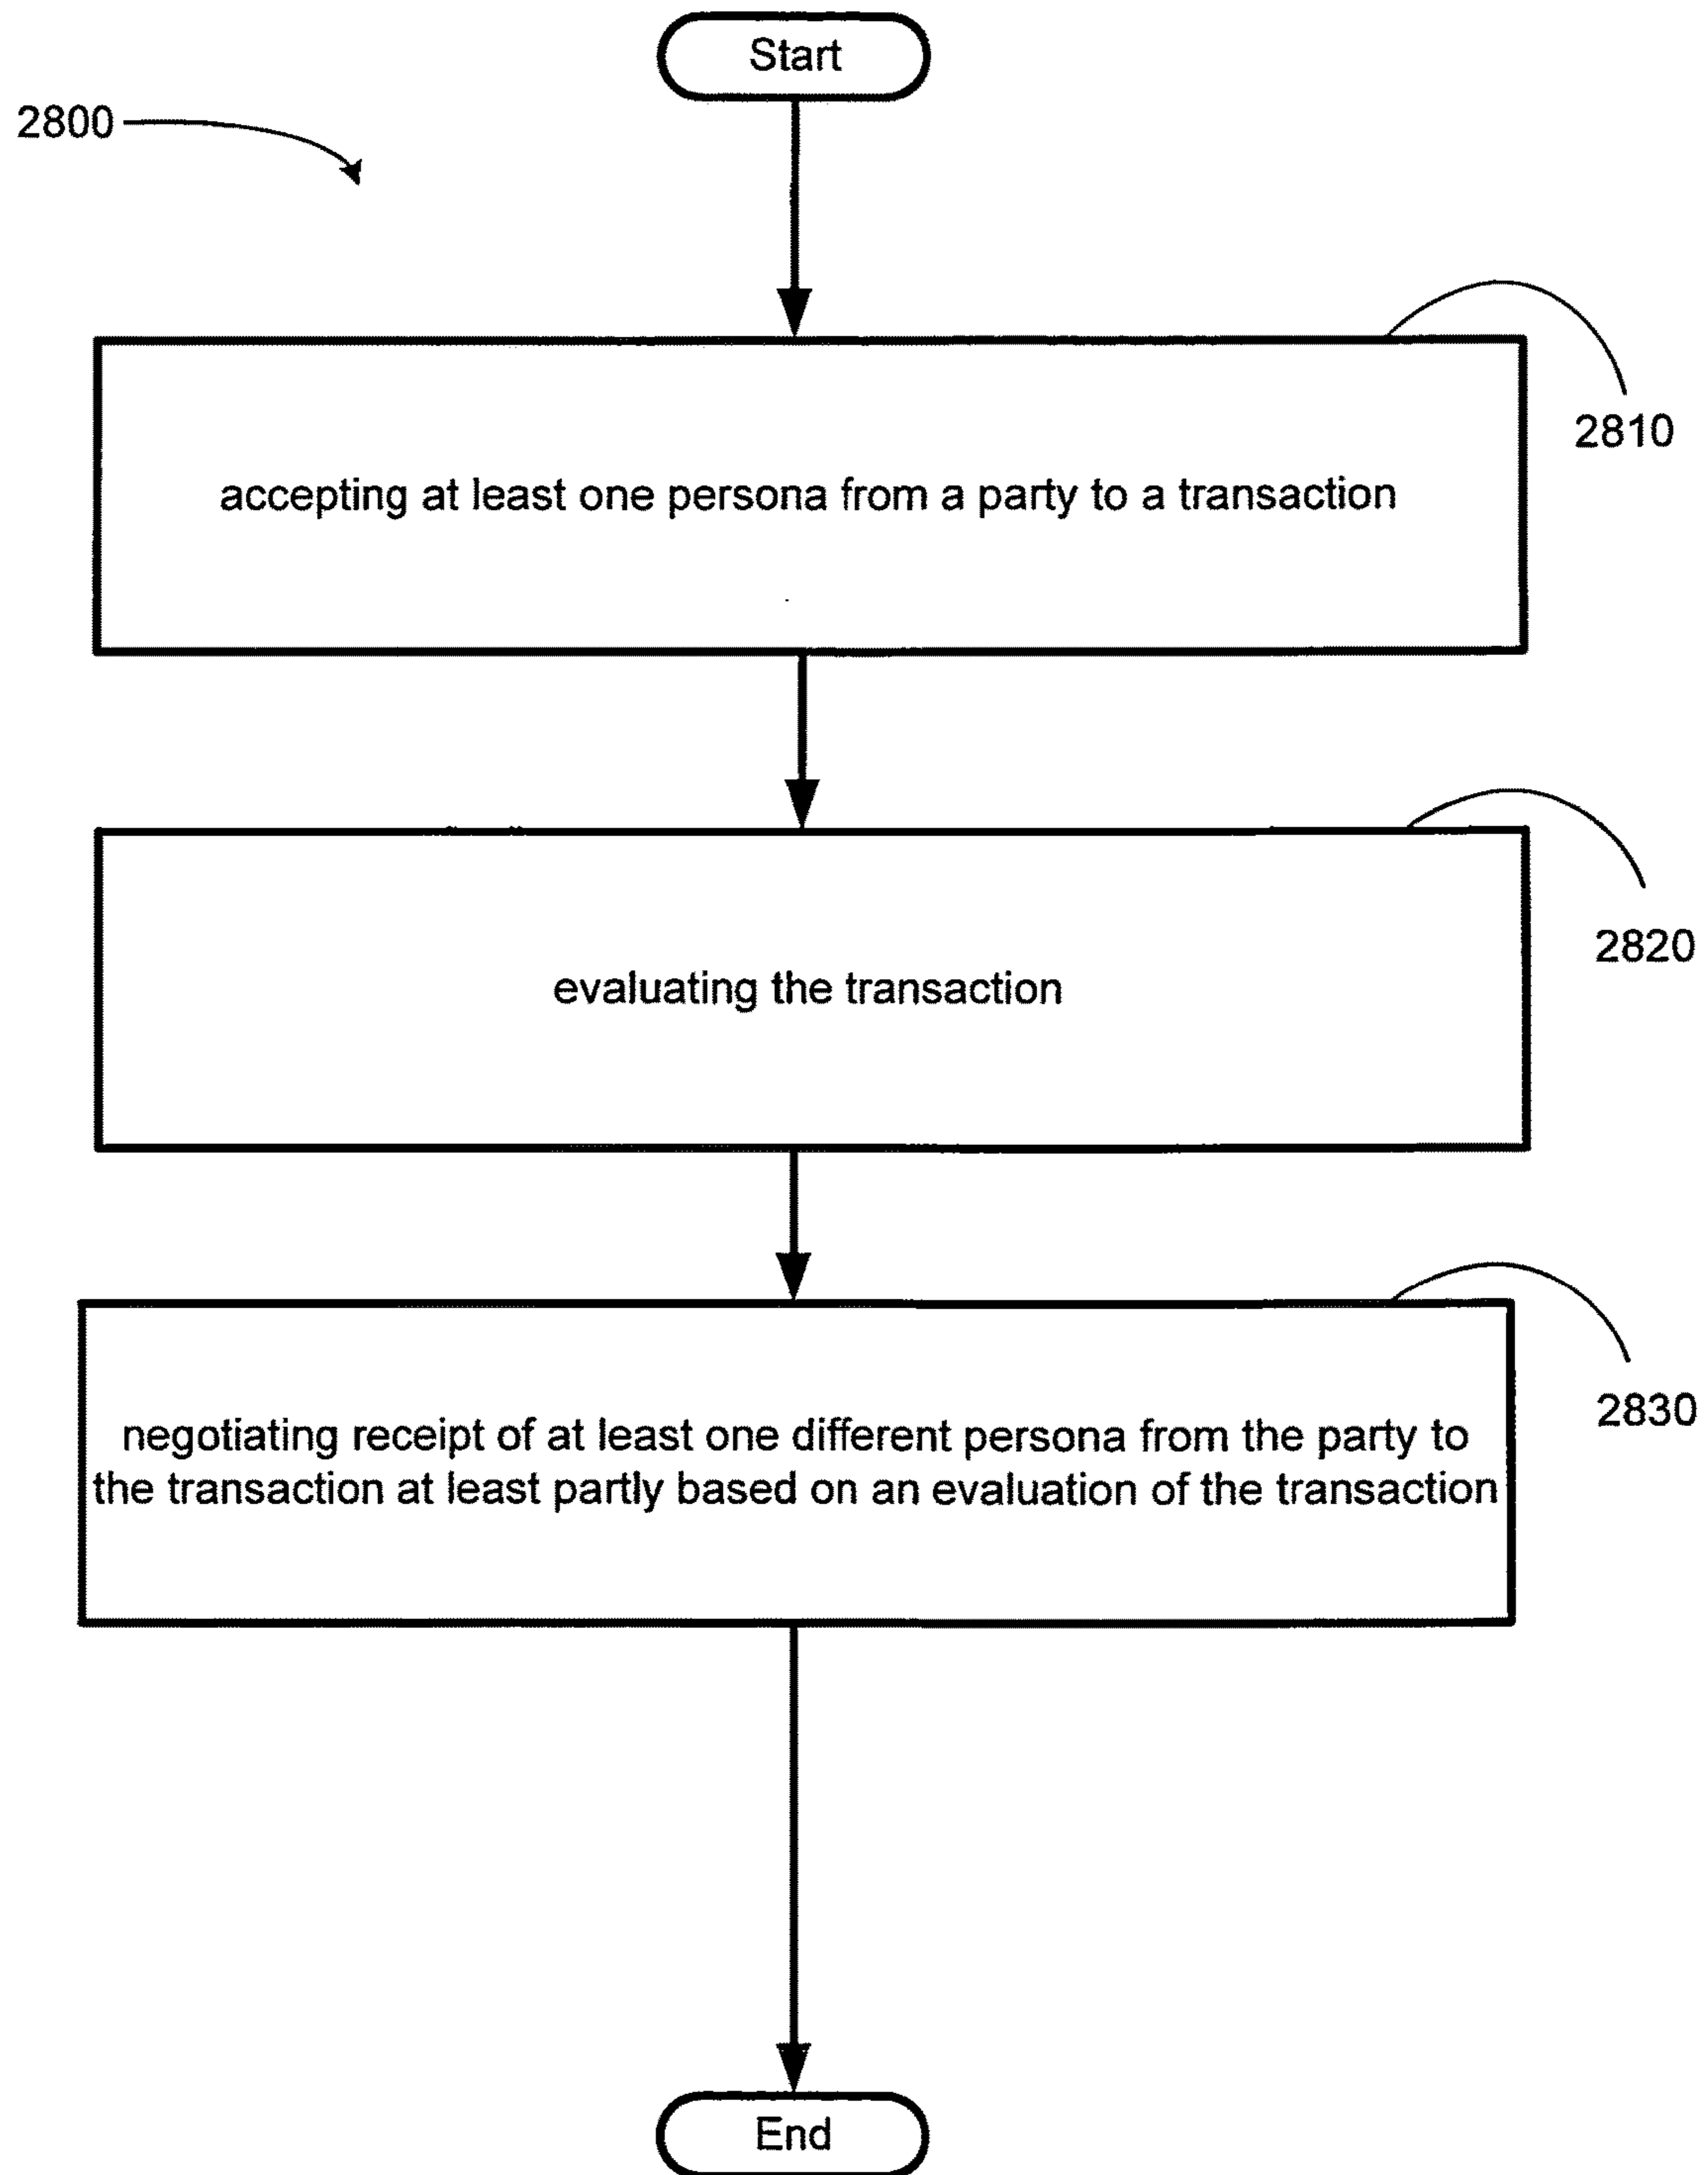 Start
2800
2810
accepting at least one persona from a party to a transaction
2820
evaluating the transaction
2830
negotiating receipt of at least one different persona from the party to
the transaction at least partly based on an evaluation of the transaction
End